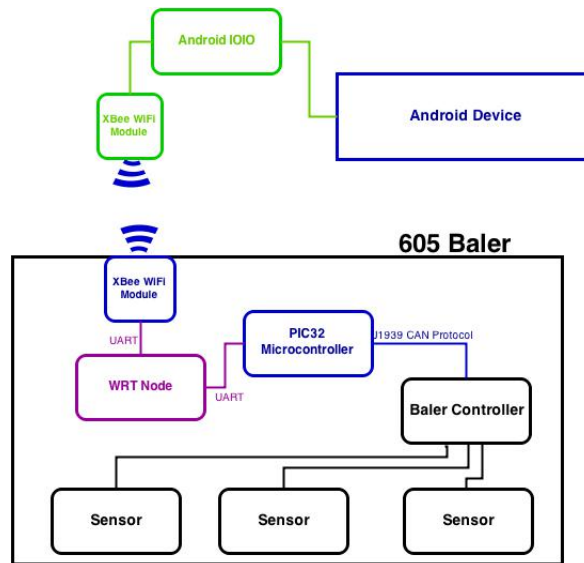 Android IOIO
XBee WiFi
Module
Android Device
605 Baler
XBee WiFi
Module
UART
PIC32
Microcontroller
J1939 CAN Protocol
WRT Node
UART
Baler Controller
Sensor
Sensor
Sensor